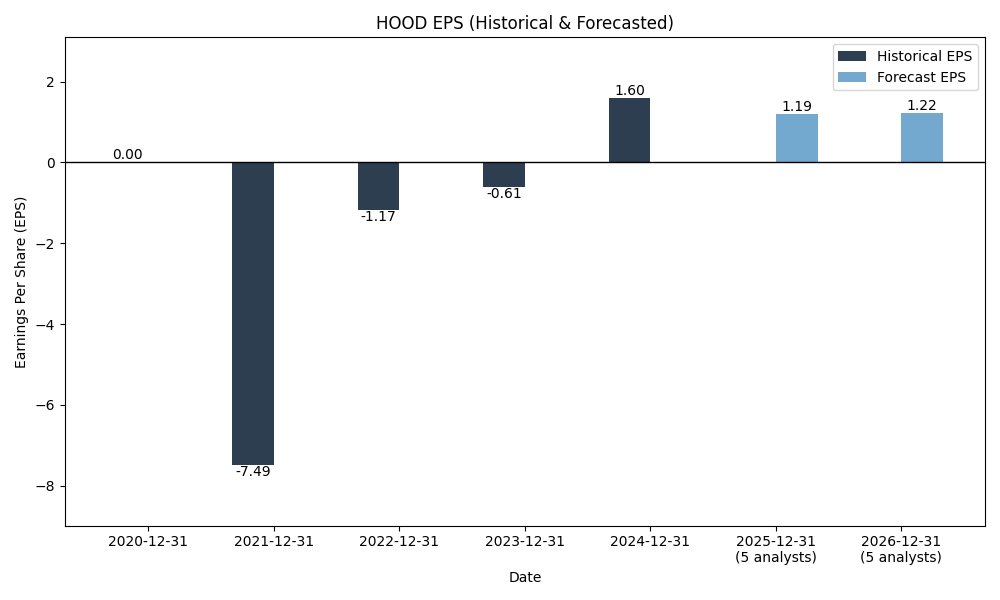 HOOD EPS (Historical & Forecasted)
Historical EPS
Forecast EPS
Earnings Per Share (EPS)
2
0
−2
−4
−6
−8
0.00
-7.49
-1.17
-0.61
1.60
1.19
1.22
2020-12-31
2021-12-31
2022-12-31
2023-12-31
2024-12-31
2025-12-31
(5 analysts)
2026-12-31
(5 analysts)
Date